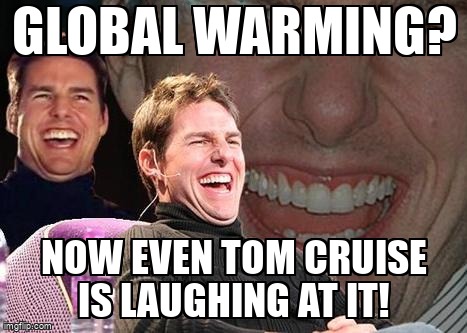 GLOBAL WARMING?
NOW EVEN TOM CRUISE
IS LAUGHING AT IT!
imgflip.com